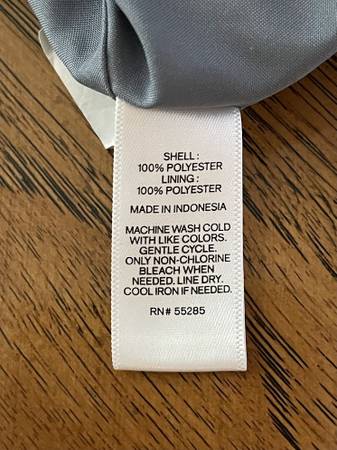 SHELL :
100% POLYESTER
LINING :
100% POLYESTER
MADE IN INDONESIA
MACHINE WASH COLD
WITH LIKE COLORS.
GENTLE CYCLE.
ONLY NON-CHLORINE
BLEACH WHEN
NEEDED. LINE DRY.
COOL IRON IF NEEDED.
RN# 55285